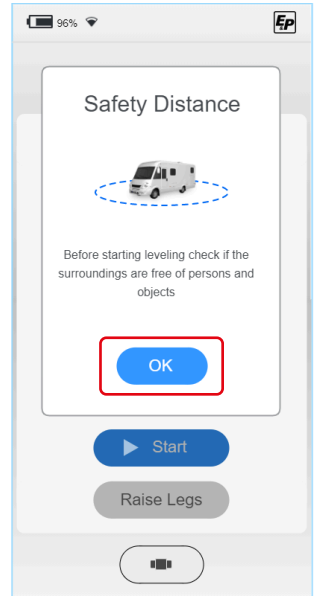 96%
EP
Safety Distance
Before starting leveling check if the
surroundings are free of persons and
objects
OK
Start
Raise Legs